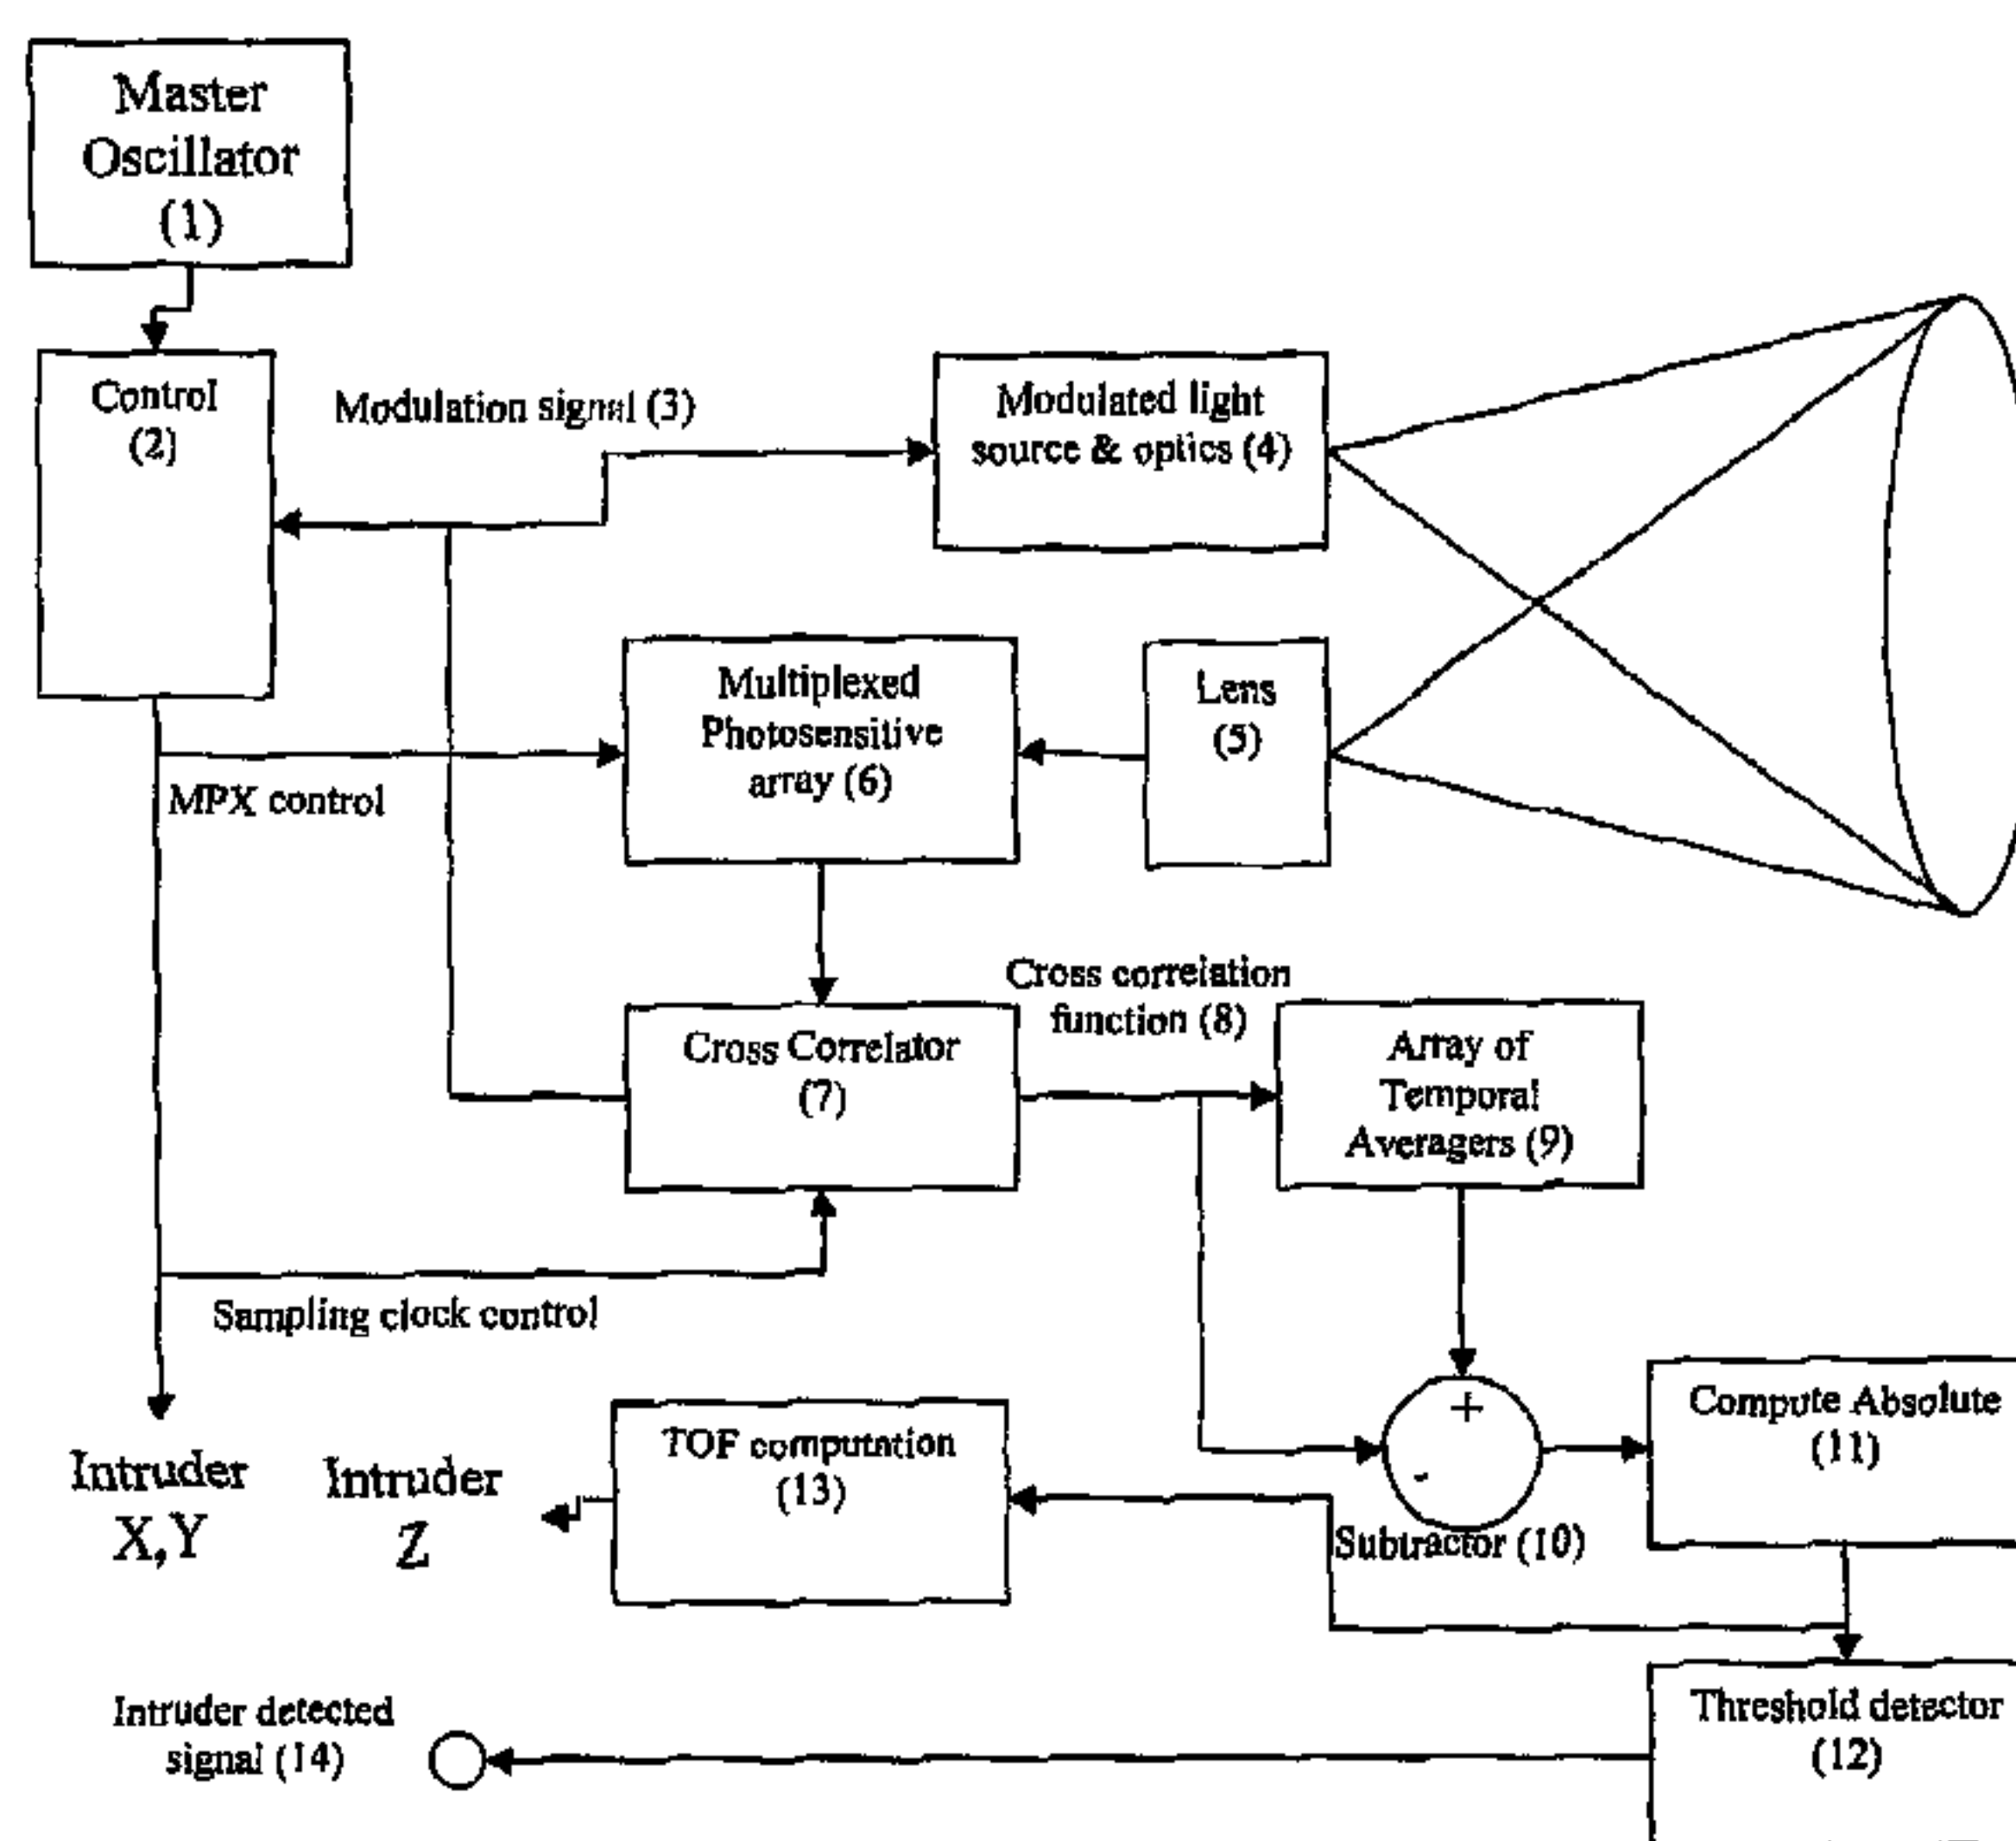 Master
Oscillator
(1)
Control
(2)
Modulation signal (3)
Modulated light
source & optics (4)
Multiplexed
Photosensitive
array (6)
Lens
(5)
MPX control
Cross correlation
function (8)
Cross Correlator
(7)
Array of
Temporal
Averagers (9)
Sampling clock control
+
-
Subtractor (10)
Compute Absolute
(11)
TOF computation
(13)
Intruder
X,Y
Intruder
Z
Threshold detector
(12)
Intruder detected
signal (14)